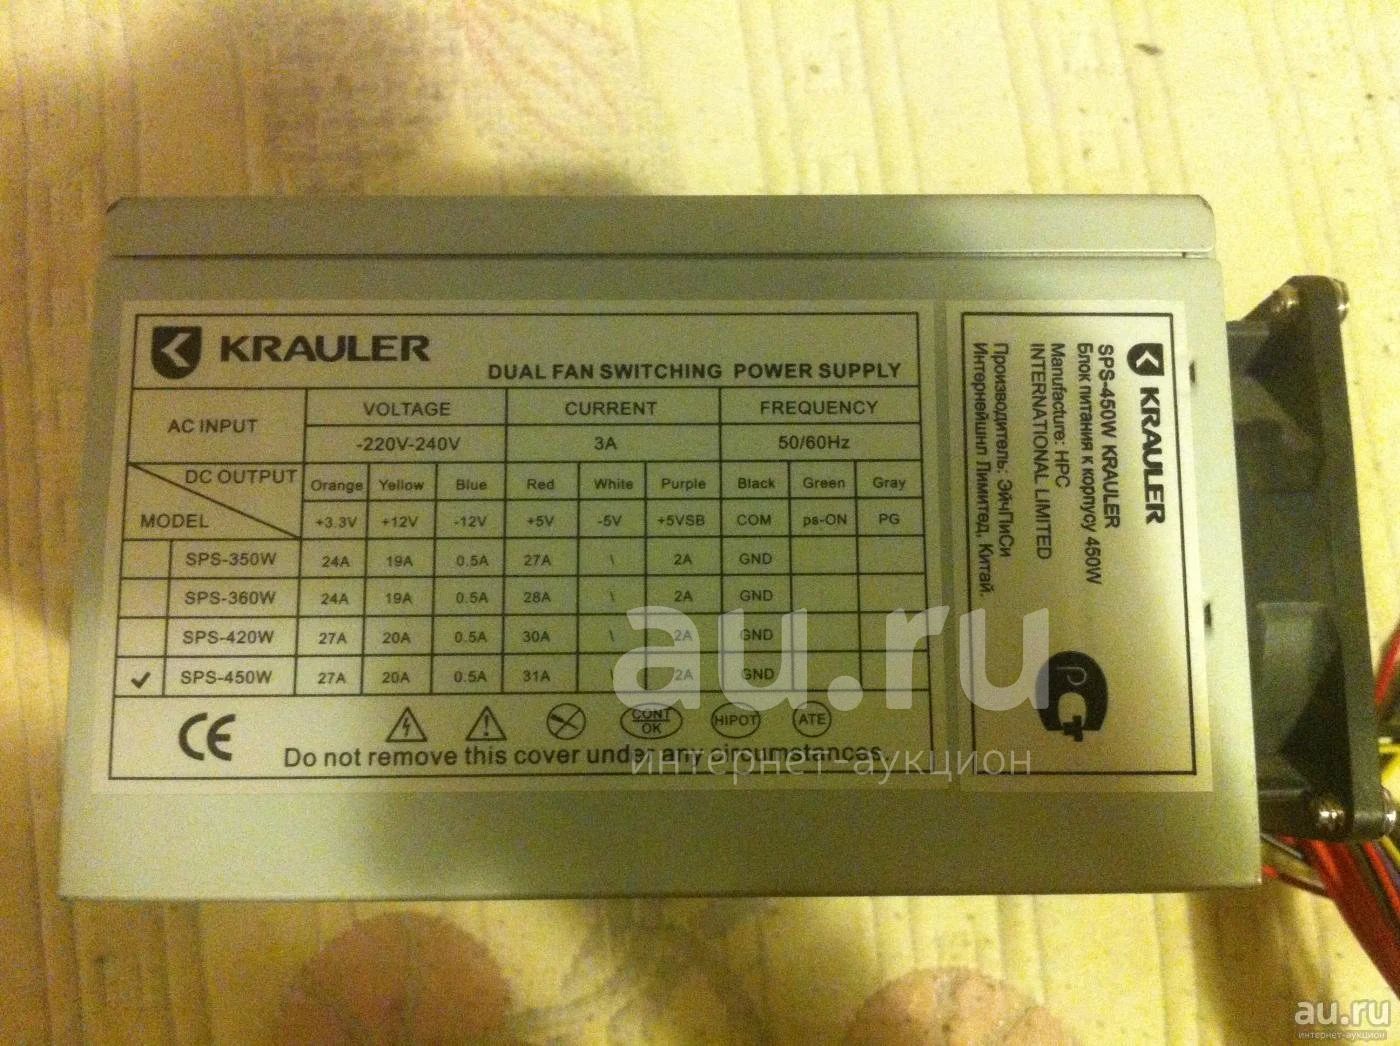 KRAULER
DUAL FAN SWITCHING POWER SUPPLY
AC INPUT VOLTAGE CURRENT FREQUENCY
-220V-240V 3A 50/60Hz
DC OUTPUT Orange Yellow Blue Red White Purple Black Green Gray
MODEL +3.3V +12V -12V +5V -5V +5VSB COM ps-ON PG
SPS-350W 24A 19A 0.5A 27A \ 2A GND
SPS-360W 24A 19A 0.5A 28A \ 2A GND
SPS-420W 27A 20A 0.5A 30A \ 2A GND
✓ SPS-450W 27A 20A 0.5A 31A \ 2A GND
CE CONT OK HIPOT ATE
Do not remove this cover under any circumstances.
KRAULER
SPS-450W KRAULER
Блок питания к корпусу 450W
Manufacture: HPC
INTERNATIONAL LIMITED
Производитель: ЭйчПиСи
Интернейшнл Лимитед, Китай.
РСТ
au.ru
интернет-аукцион
au.ru
интернет-аукцион